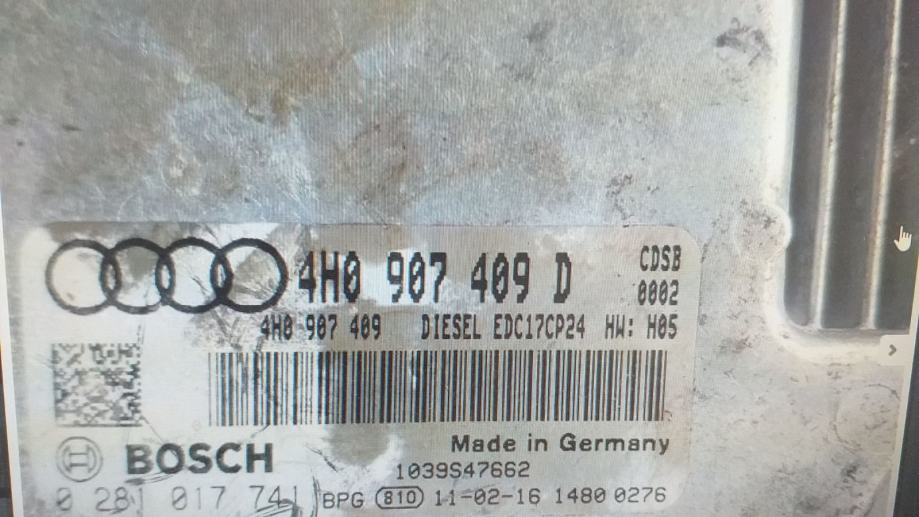 4H0 907 409 D CDSB
0002
4H0 907 409 DIESEL EDC17CP24 HW: H05
Made in Germany
BOSCH 1039S47662
0 281 017 741 BPG 810 11-02-16 1480 0276